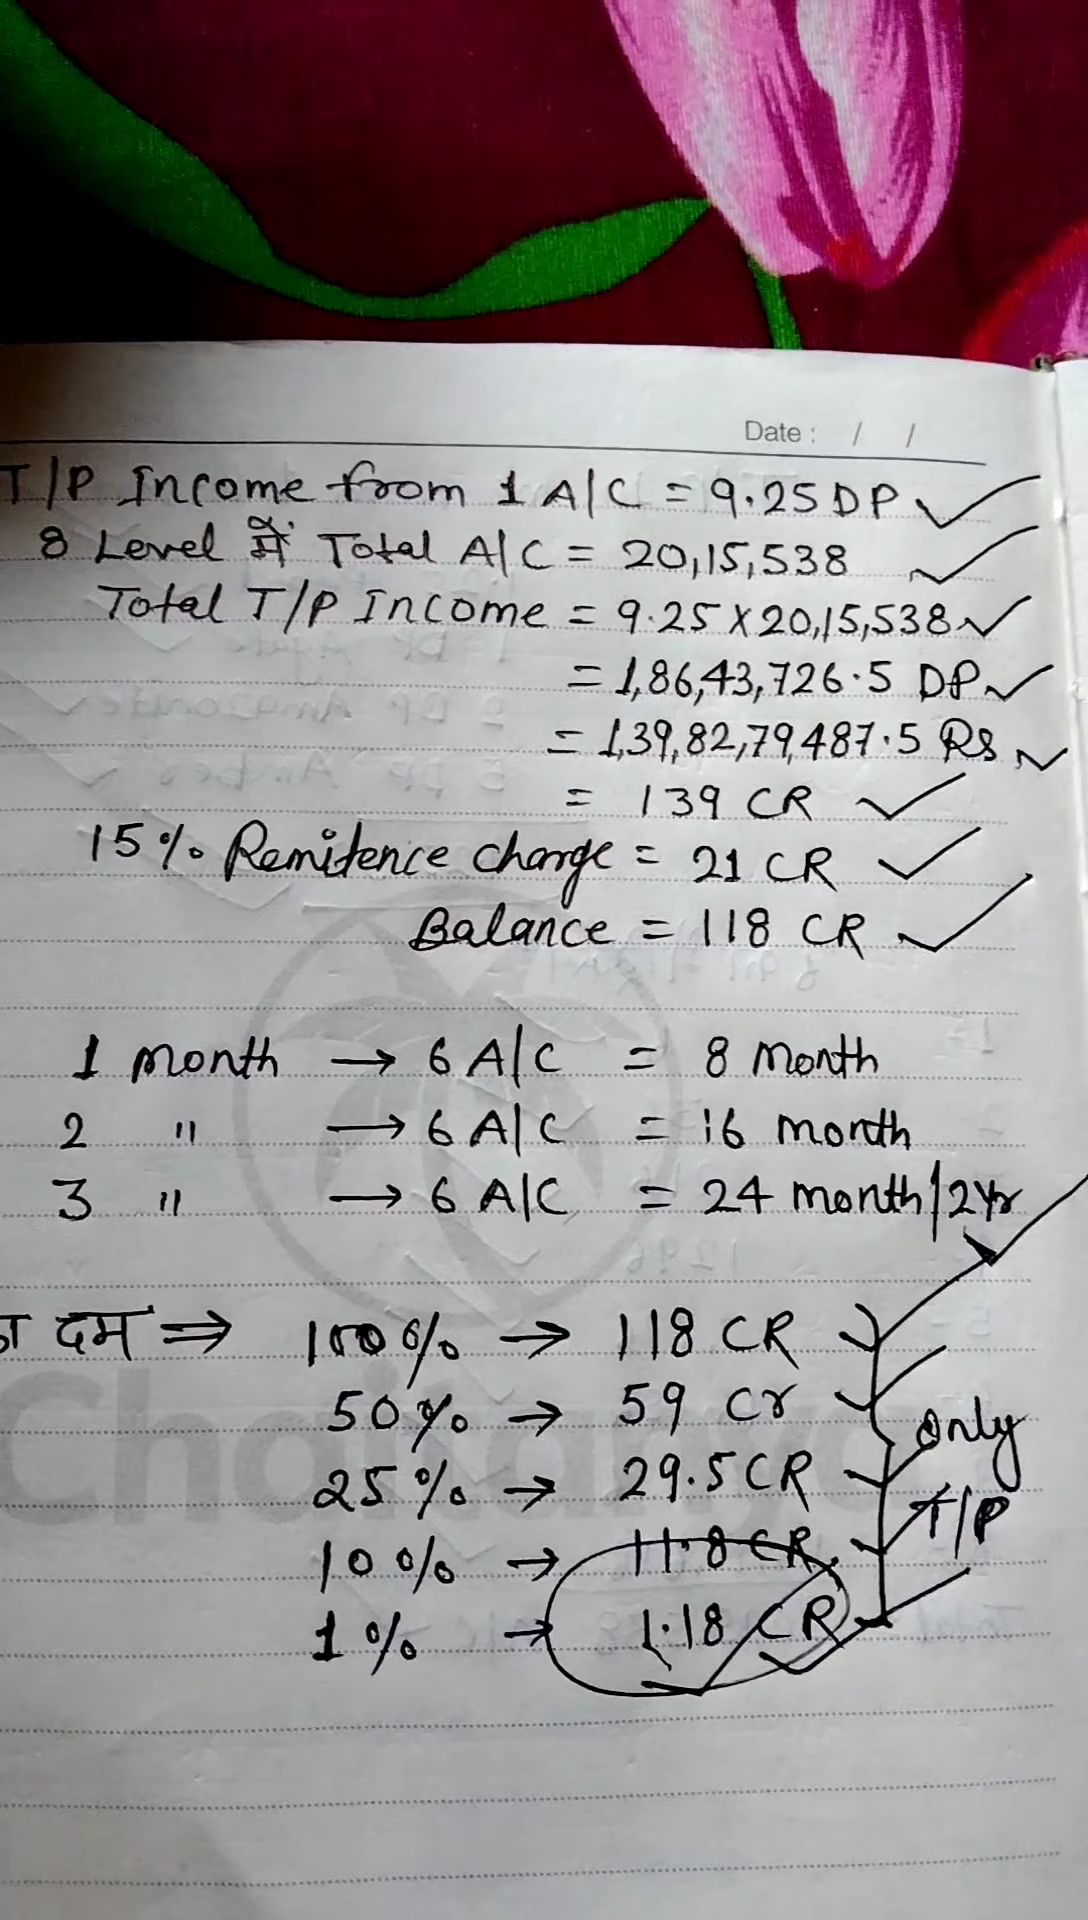 Date : / /
T/P Income from 1 A/C = 9.25 DP
8 Level में Total A/C = 20,15,538
Total T/P Income = 9.25 X 20,15,538
= 1,86,43,726.5 DP
= 1,39,82,79,487.5 Rs
= 139 CR
15% Remitence charge = 21 CR
Balance = 118 CR
1 month → 6 A/C = 8 month
2 " → 6 A/C = 16 month
3 " → 6 A/C = 24 month/2Yr
दम ⇒ 100% → 118 CR
50% → 59 Cr
25% → 29.5 CR
10% → 11.8 CR
1% → 1.18 CR
only
T/P